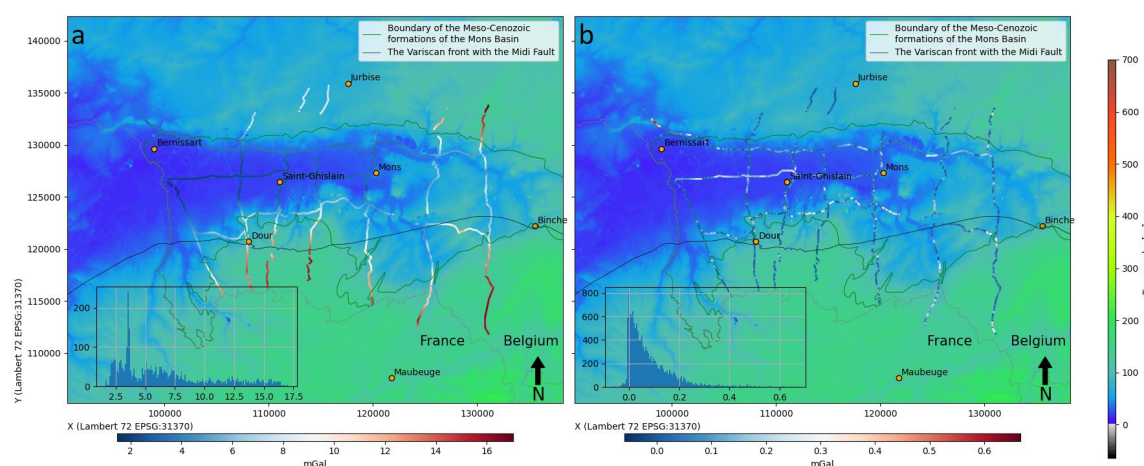 a
Boundary of the Meso-Cenozoic
formations of the Mons Basin
The Variscan front with the Midi Fault
140000
135000
130000
125000
120000
115000
110000
Y (Lambert 72 EPSG:31370)
Jurbise
Bernissart
Mons
Saint-Ghislain
Binche
Dour
France
Belgium
Maubeuge
N
200
100
0
2.5
5.0
7.5
10.0
12.5
15.0
17.5
100000
110000
120000
130000
X (Lambert 72 EPSG:31370)
2
4
6
8
10
12
14
16
mGal
b
Boundary of the Meso-Cenozoic
formations of the Mons Basin
The Variscan front with the Midi Fault
Jurbise
Bernissart
Mons
Saint-Ghislain
Binche
Dour
France
Belgium
Maubeuge
N
800
600
400
200
0
0.0
0.2
0.4
0.6
100000
110000
120000
130000
X (Lambert 72 EPSG:31370)
0.0
0.1
0.2
0.3
0.4
0.5
0.6
mGal
700
600
500
400
300
200
100
0